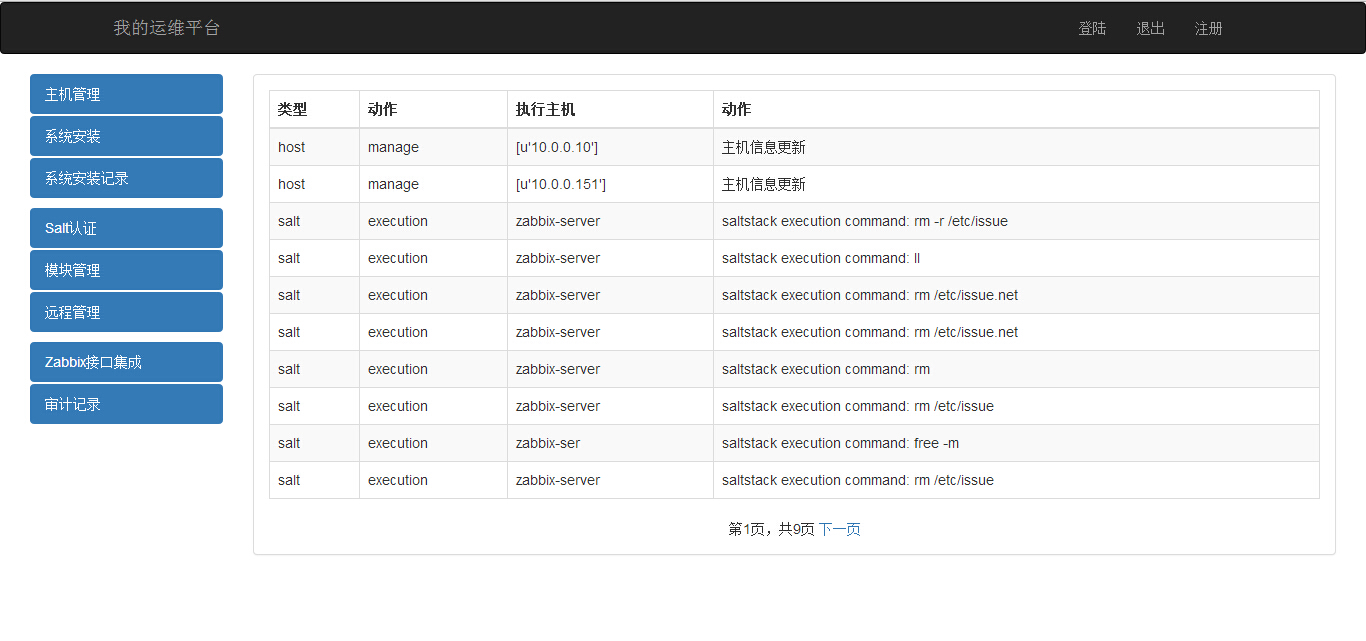 我的运维平台 登陆 退出 注册
主机管理
系统安装
系统安装记录
Salt认证
模块管理
远程管理
Zabbix接口集成
审计记录
类型 动作 执行主机 动作
host manage [u'10.0.0.10'] 主机信息更新
host manage [u'10.0.0.151'] 主机信息更新
salt execution zabbix-server saltstack execution command: rm -r /etc/issue
salt execution zabbix-server saltstack execution command: ll
salt execution zabbix-server saltstack execution command: rm /etc/issue.net
salt execution zabbix-server saltstack execution command: rm /etc/issue.net
salt execution zabbix-server saltstack execution command: rm
salt execution zabbix-server saltstack execution command: rm /etc/issue
salt execution zabbix-ser saltstack execution command: free -m
salt execution zabbix-server saltstack execution command: rm /etc/issue
第1页，共9页 下一页